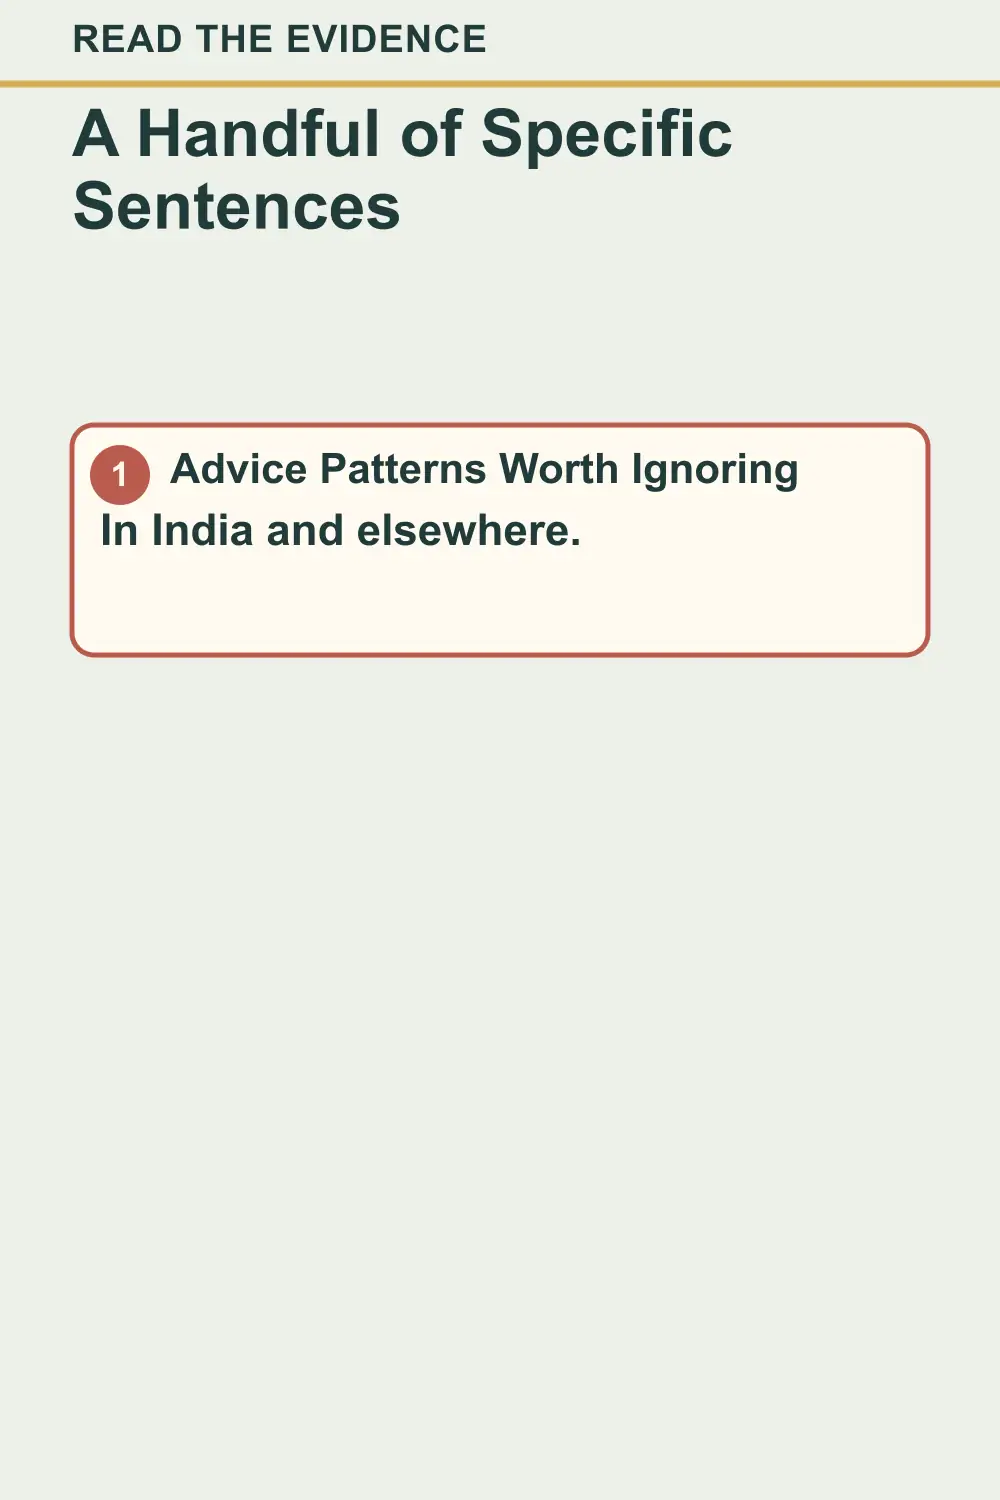 READ THE EVIDENCE
A Handful of Specific
Sentences
1 Advice Patterns Worth Ignoring
In India and elsewhere.